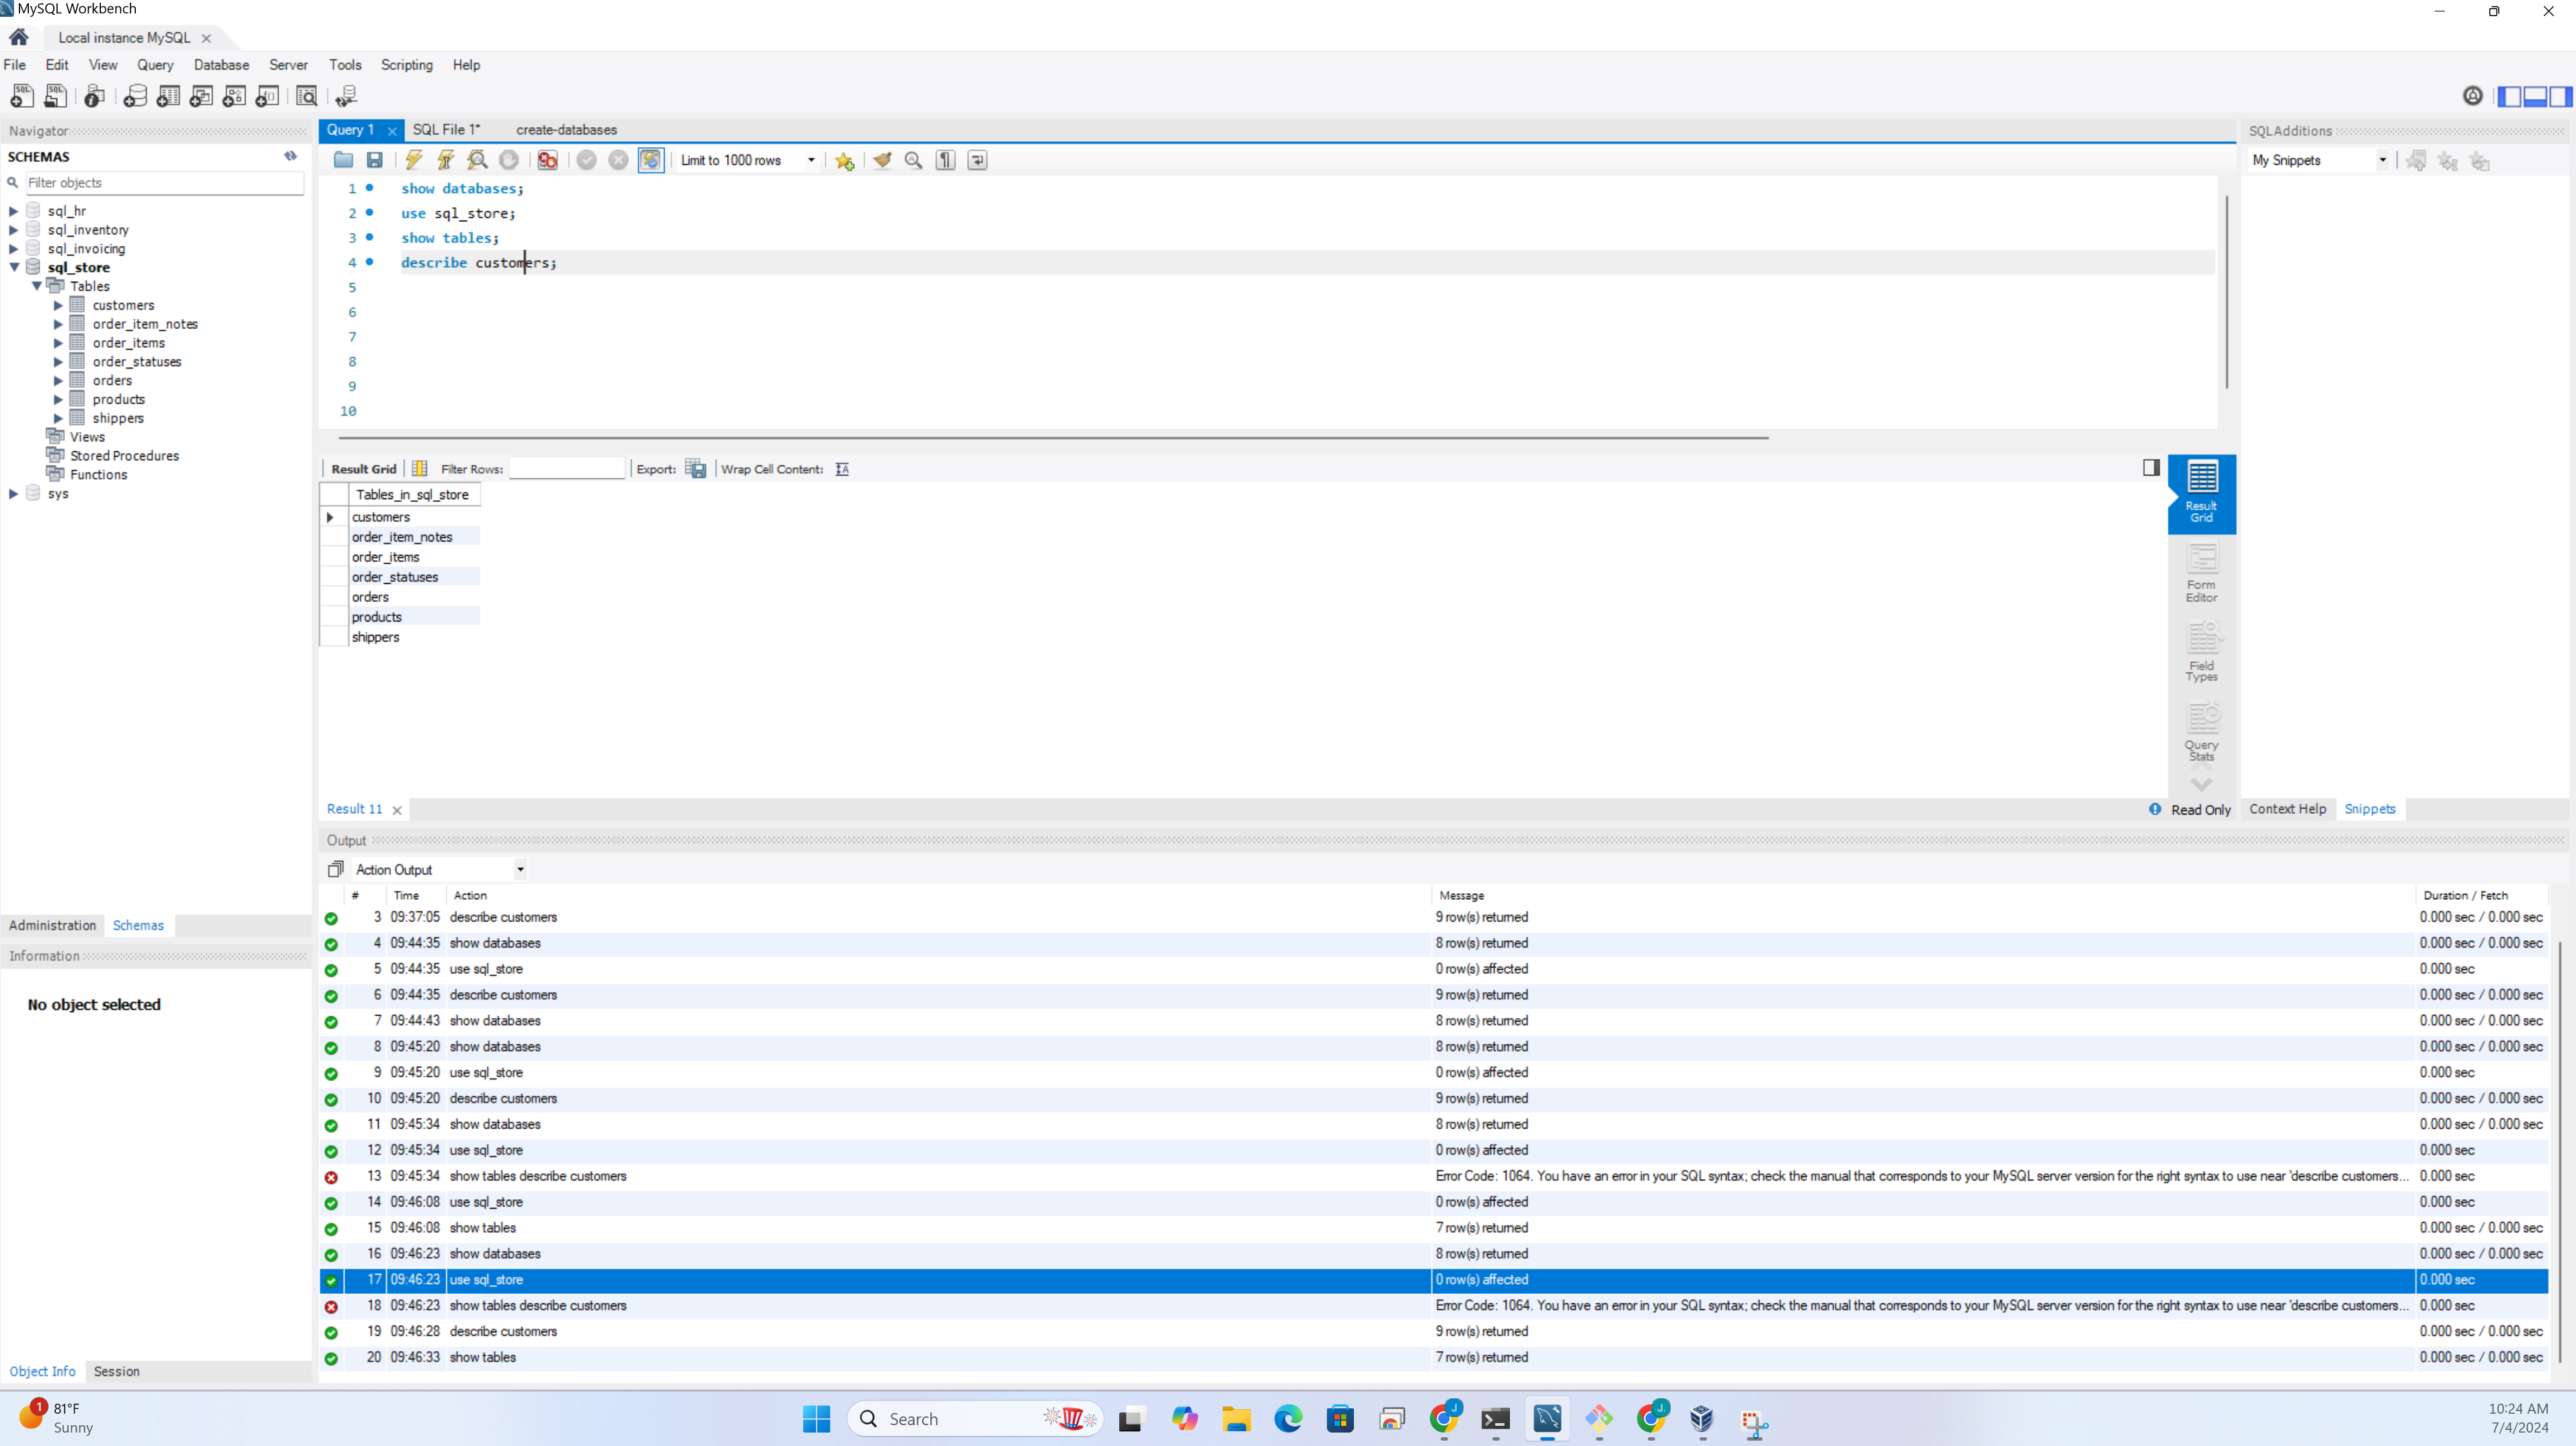 MySQL Workbench
Local instance MySQL
File Edit View Query Database Server Tools Scripting Help
Navigator
SCHEMAS
Filter objects
sql_hr
sql_inventory
sql_invoicing
sql_store
Tables
customers
order_item_notes
order_items
order_statuses
orders
products
shippers
Views
Stored Procedures
Functions
sys
Administration Schemas
Information
No object selected
Object Info Session
Query 1 SQL File 1* create-databases
Limit to 1000 rows
1 show databases;
2 use sql_store;
3 show tables;
4 describe customers;
5
6
7
8
9
10
Result Grid Filter Rows: Export: Wrap Cell Content:
Tables_in_sql_store
customers
order_item_notes
order_items
order_statuses
orders
products
shippers
Result
Grid
Form
Editor
Field
Types
Query
Stats
Result 11
Read Only
SQLAdditions
My Snippets
Context Help Snippets
Output
Action Output
# Time Action Message Duration / Fetch
3 09:37:05 describe customers 9 row(s) returned 0.000 sec / 0.000 sec
4 09:44:35 show databases 8 row(s) returned 0.000 sec / 0.000 sec
5 09:44:35 use sql_store 0 row(s) affected 0.000 sec
6 09:44:35 describe customers 9 row(s) returned 0.000 sec / 0.000 sec
7 09:44:43 show databases 8 row(s) returned 0.000 sec / 0.000 sec
8 09:45:20 show databases 8 row(s) returned 0.000 sec / 0.000 sec
9 09:45:20 use sql_store 0 row(s) affected 0.000 sec
10 09:45:20 describe customers 9 row(s) returned 0.000 sec / 0.000 sec
11 09:45:34 show databases 8 row(s) returned 0.000 sec / 0.000 sec
12 09:45:34 use sql_store 0 row(s) affected 0.000 sec
13 09:45:34 show tables describe customers Error Code: 1064. You have an error in your SQL syntax; check the manual that corresponds to your MySQL server version for the right syntax to use near 'describe customers... 0.000 sec
14 09:46:08 use sql_store 0 row(s) affected 0.000 sec
15 09:46:08 show tables 7 row(s) returned 0.000 sec / 0.000 sec
16 09:46:23 show databases 8 row(s) returned 0.000 sec / 0.000 sec
17 09:46:23 use sql_store 0 row(s) affected 0.000 sec
18 09:46:23 show tables describe customers Error Code: 1064. You have an error in your SQL syntax; check the manual that corresponds to your MySQL server version for the right syntax to use near 'describe customers... 0.000 sec
19 09:46:28 describe customers 9 row(s) returned 0.000 sec / 0.000 sec
20 09:46:33 show tables 7 row(s) returned 0.000 sec / 0.000 sec
1
81°F
Sunny
Search
10:24 AM
7/4/2024